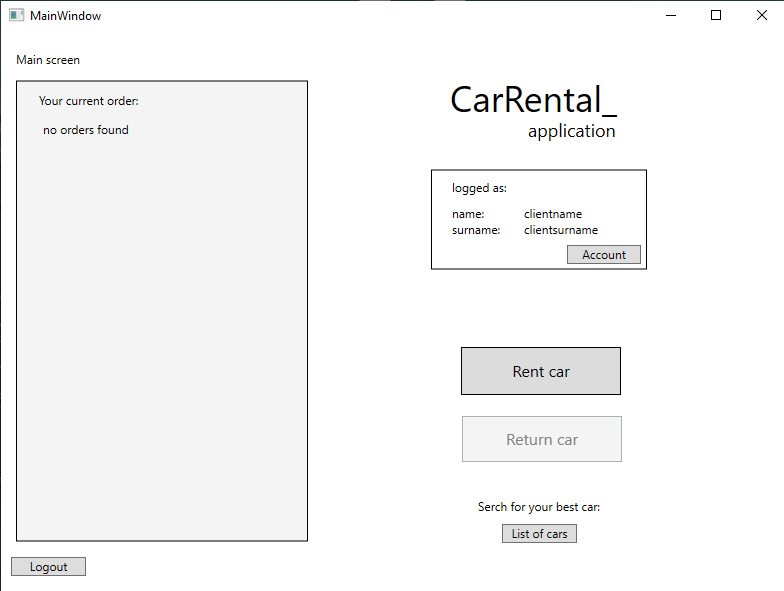 MainWindow
Main screen
Your current order:
no orders found
CarRental_
application
logged as:
name: clientname
surname: clientsurname
Account
Rent car
Return car
Serch for your best car:
List of cars
Logout